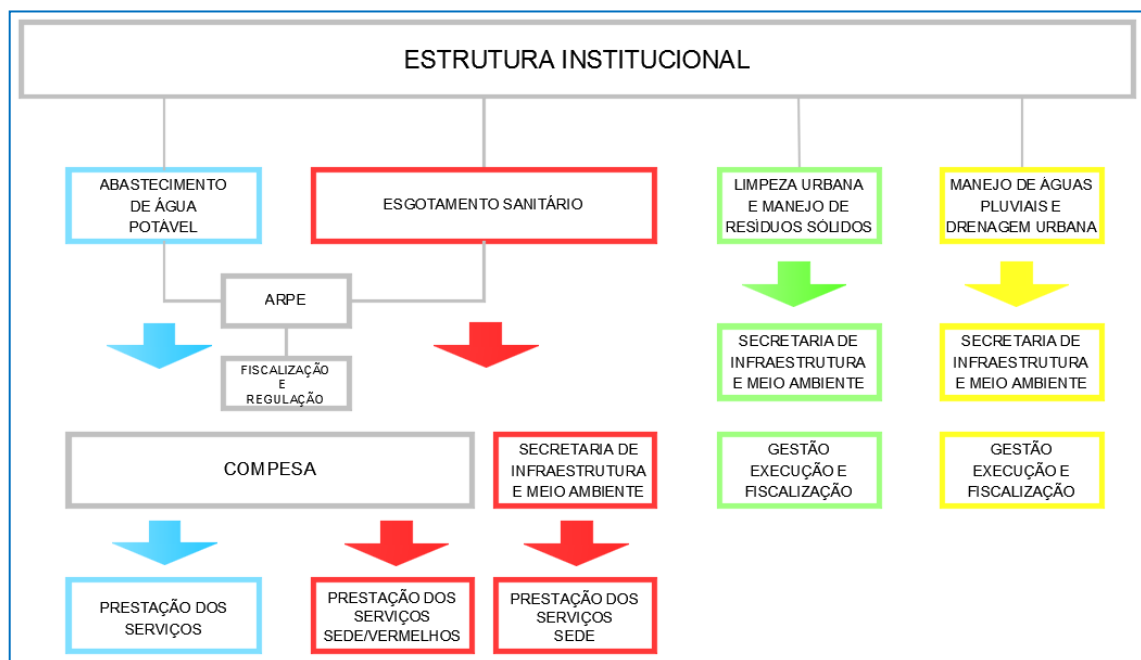 ESTRUTURA INSTITUCIONAL
ABASTECIMENTO
DE ÁGUA
POTÀVEL
ESGOTAMENTO SANITÁRIO
LIMPEZA URBANA
E MANEJO DE
RESÌDUOS SÓLIDOS
MANEJO DE ÁGUAS
PLUVIAIS E
DRENAGEM URBANA
ARPE
FISCALIZAÇÃO
E
REGULAÇÃO
SECRETARIA DE
INFRAESTRUTURA
E MEIO AMBIENTE
SECRETARIA DE
INFRAESTRUTURA
E MEIO AMBIENTE
COMPESA
SECRETARIA DE
INFRAESTRUTURA
E MEIO AMBIENTE
GESTÃO
EXECUÇÃO E
FISCALIZAÇÃO
GESTÃO
EXECUÇÃO E
FISCALIZAÇÃO
PRESTAÇÃO DOS
SERVIÇOS
PRESTAÇÃO DOS
SERVIÇOS
SEDE/VERMELHOS
PRESTAÇÃO DOS
SERVIÇOS
SEDE